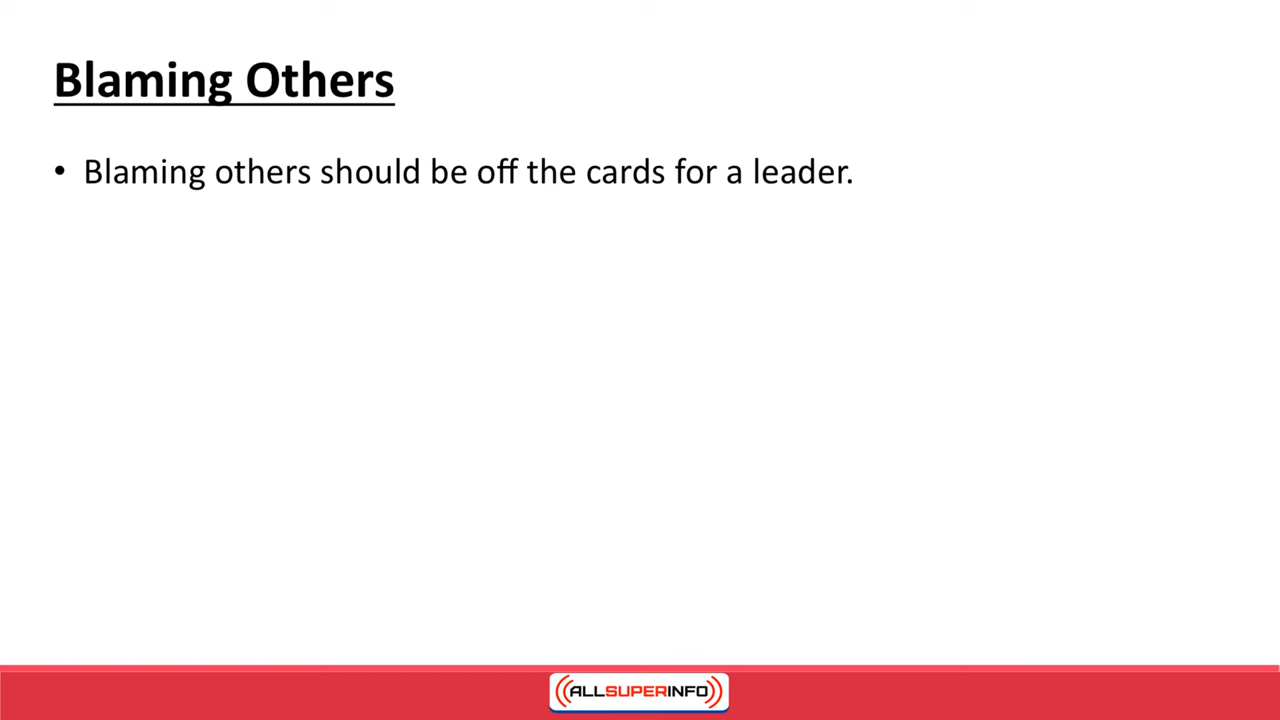 Blaming Others
• Blaming others should be off the cards for a leader.
ALLSUPERINFO